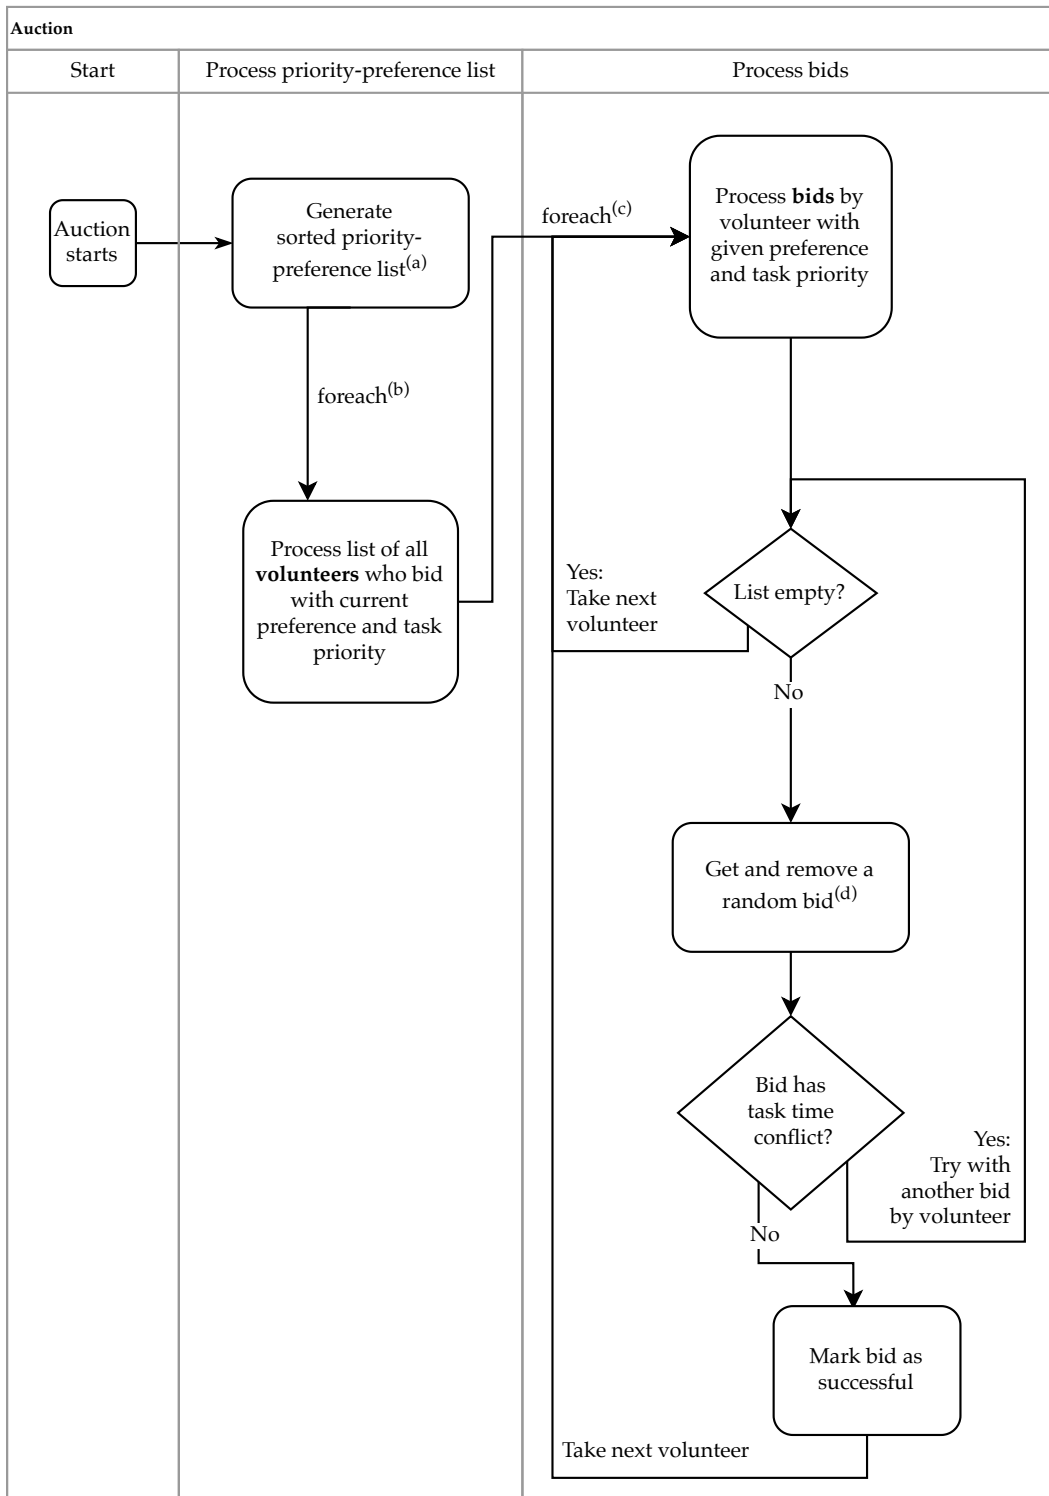 Auction
Start
Process priority-preference list
Process bids
Auction
starts
Generate
sorted priority-
preference list(a)
foreach(b)
Process list of all
volunteers who bid
with current
preference and task
priority
foreach(c)
Process bids by
volunteer with
given preference
and task priority
List empty?
Yes:
Take next
volunteer
No
Get and remove a
random bid(d)
Bid has
task time
conflict?
Yes:
Try with
another bid
by volunteer
No
Mark bid as
successful
Take next volunteer